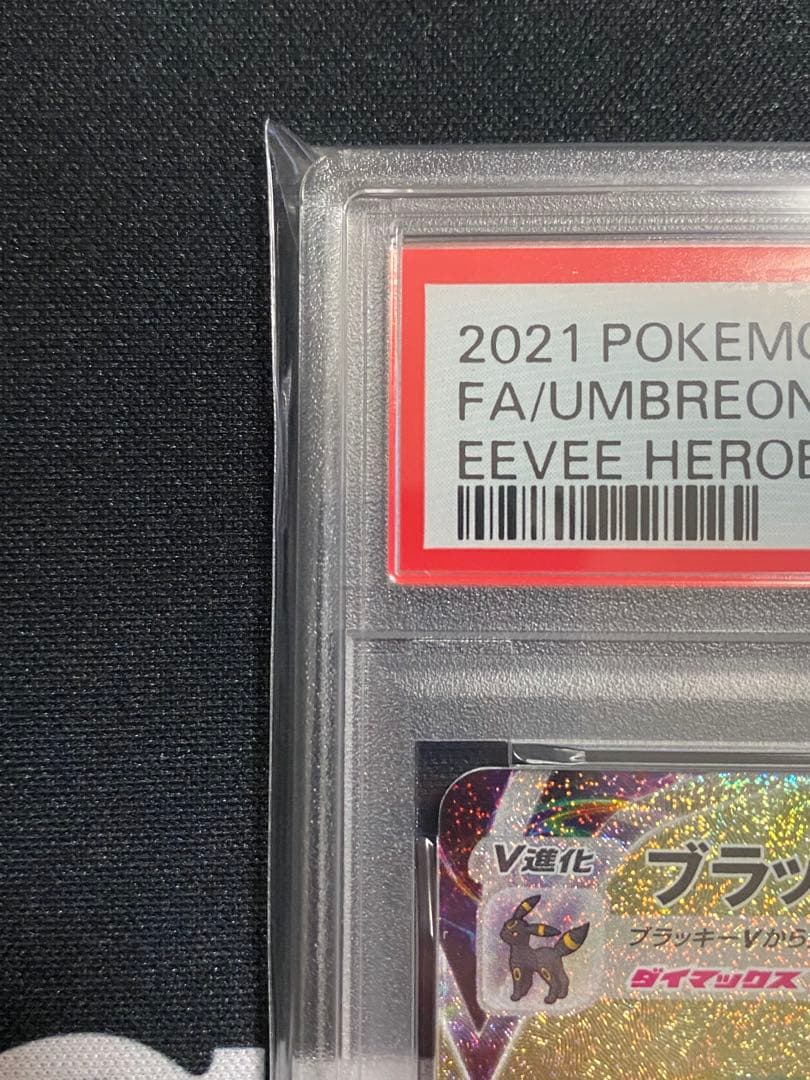 2021 POKEMO
FA/UMBREON
EEVEE HEROE
V進化
ブラッ
ブラッキーVから
ダイマックス